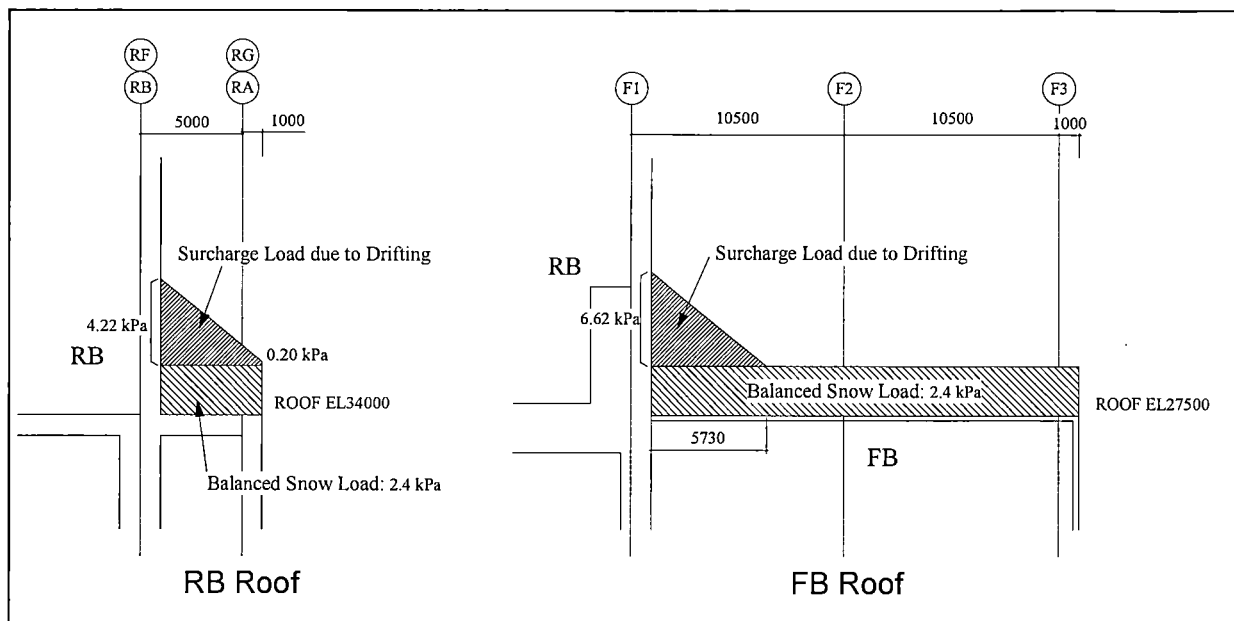 RF
RG
RB
RA
5000
1000
Surcharge Load due to Drifting
4.22 kPa
RB
0.20 kPa
ROOF EL34000
Balanced Snow Load: 2.4 kPa
RB Roof
F1
F2
F3
10500
10500
1000
Surcharge Load due to Drifting
RB
6.62 kPa
Balanced Snow Load: 2.4 kPa
ROOF EL27500
5730
FB
FB Roof